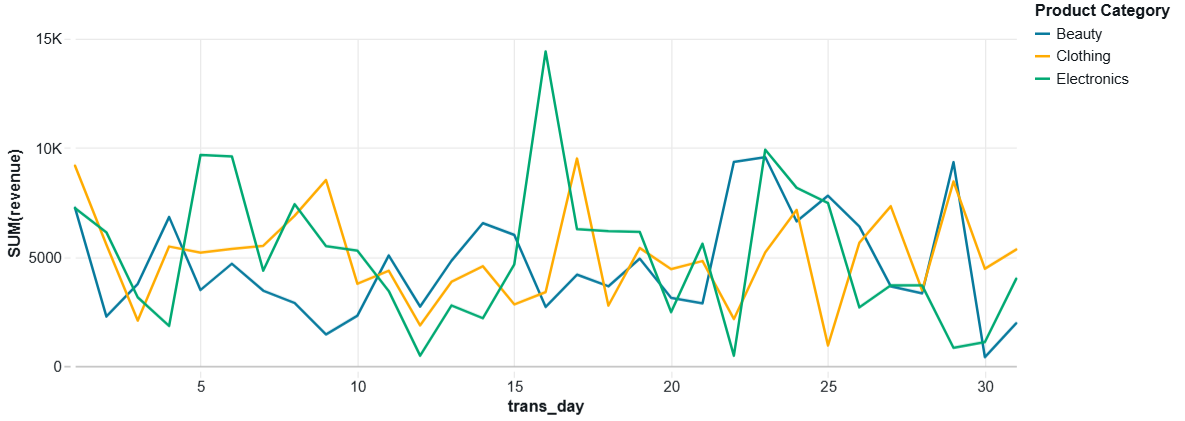 Product Category
Beauty
Clothing
Electronics
SUM(revenue)
15K
10K
5000
0
5 10 15 20 25 30
trans_day